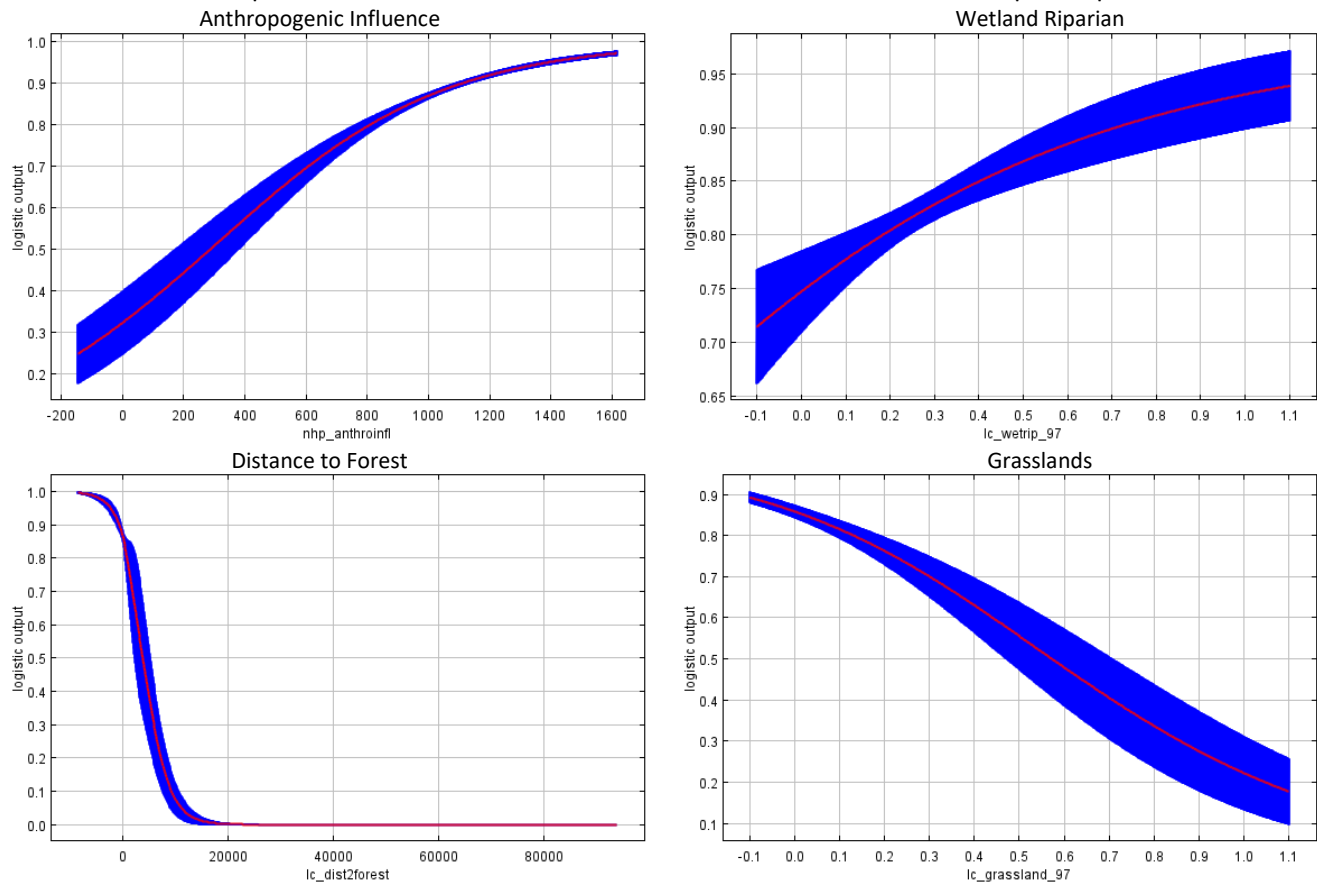 Anthropogenic Influence
1.0
0.9
0.8
0.7
0.6
0.5
0.4
0.3
0.2
logistic output
-200 0 200 400 600 800 1000 1200 1400 1600
nhp_anthroinfl
Wetland Riparian
0.95
0.90
0.85
0.80
0.75
0.70
0.65
logistic output
-0.1 0.0 0.1 0.2 0.3 0.4 0.5 0.6 0.7 0.8 0.9 1.0 1.1
lc_wetrip_97
Distance to Forest
1.0
0.9
0.8
0.7
0.6
0.5
0.4
0.3
0.2
0.1
0.0
logistic output
0 20000 40000 60000 80000
lc_dist2forest
Grasslands
0.9
0.8
0.7
0.6
0.5
0.4
0.3
0.2
0.1
logistic output
-0.1 0.0 0.1 0.2 0.3 0.4 0.5 0.6 0.7 0.8 0.9 1.0 1.1
lc_grassland_97